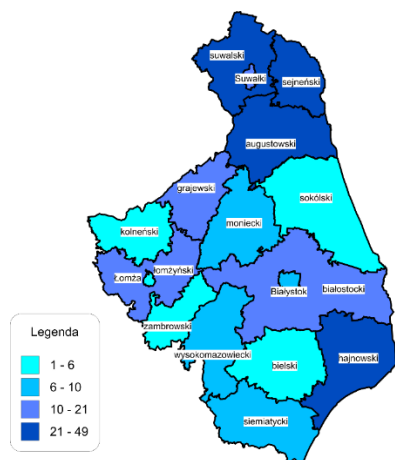 suwalski
Suwałki
sejneński
augustowski
grajewski
sokólski
moniecki
kolneński
Łomża
łomżyński
Białystok
białostocki
zambrowski
wysokomazowiecki
bielski
hajnowski
siemiatycki
Legenda
1 - 6
6 - 10
10 - 21
21 - 49